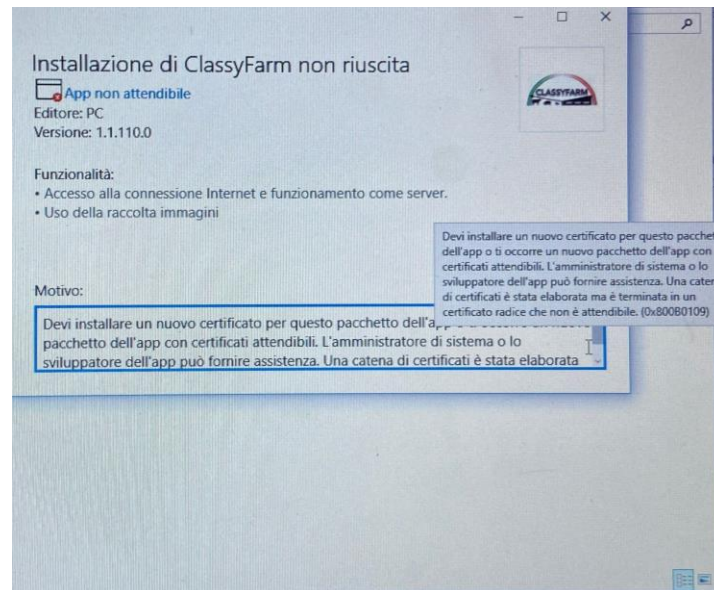 Installazione di ClassyFarm non riuscita
App non attendibile
Editore: PC
Versione: 1.1.110.0
CLASSYFARM
Funzionalità:
• Accesso alla connessione Internet e funzionamento come server.
• Uso della raccolta immagini
Devi installare un nuovo certificato per questo pacchet
dell'app o ti occorre un nuovo pacchetto dell'app con
certificati attendibili. L'amministratore di sistema o lo
sviluppatore dell'app può fornire assistenza. Una cater
di certificati è stata elaborata ma è terminata in un
certificato radice che non è attendibile. (0x800B0109)
Motivo:
Devi installare un nuovo certificato per questo pacchetto dell'a
pacchetto dell'app con certificati attendibili. L'amministratore di sistema o lo
sviluppatore dell'app può fornire assistenza. Una catena di certificati è stata elaborata